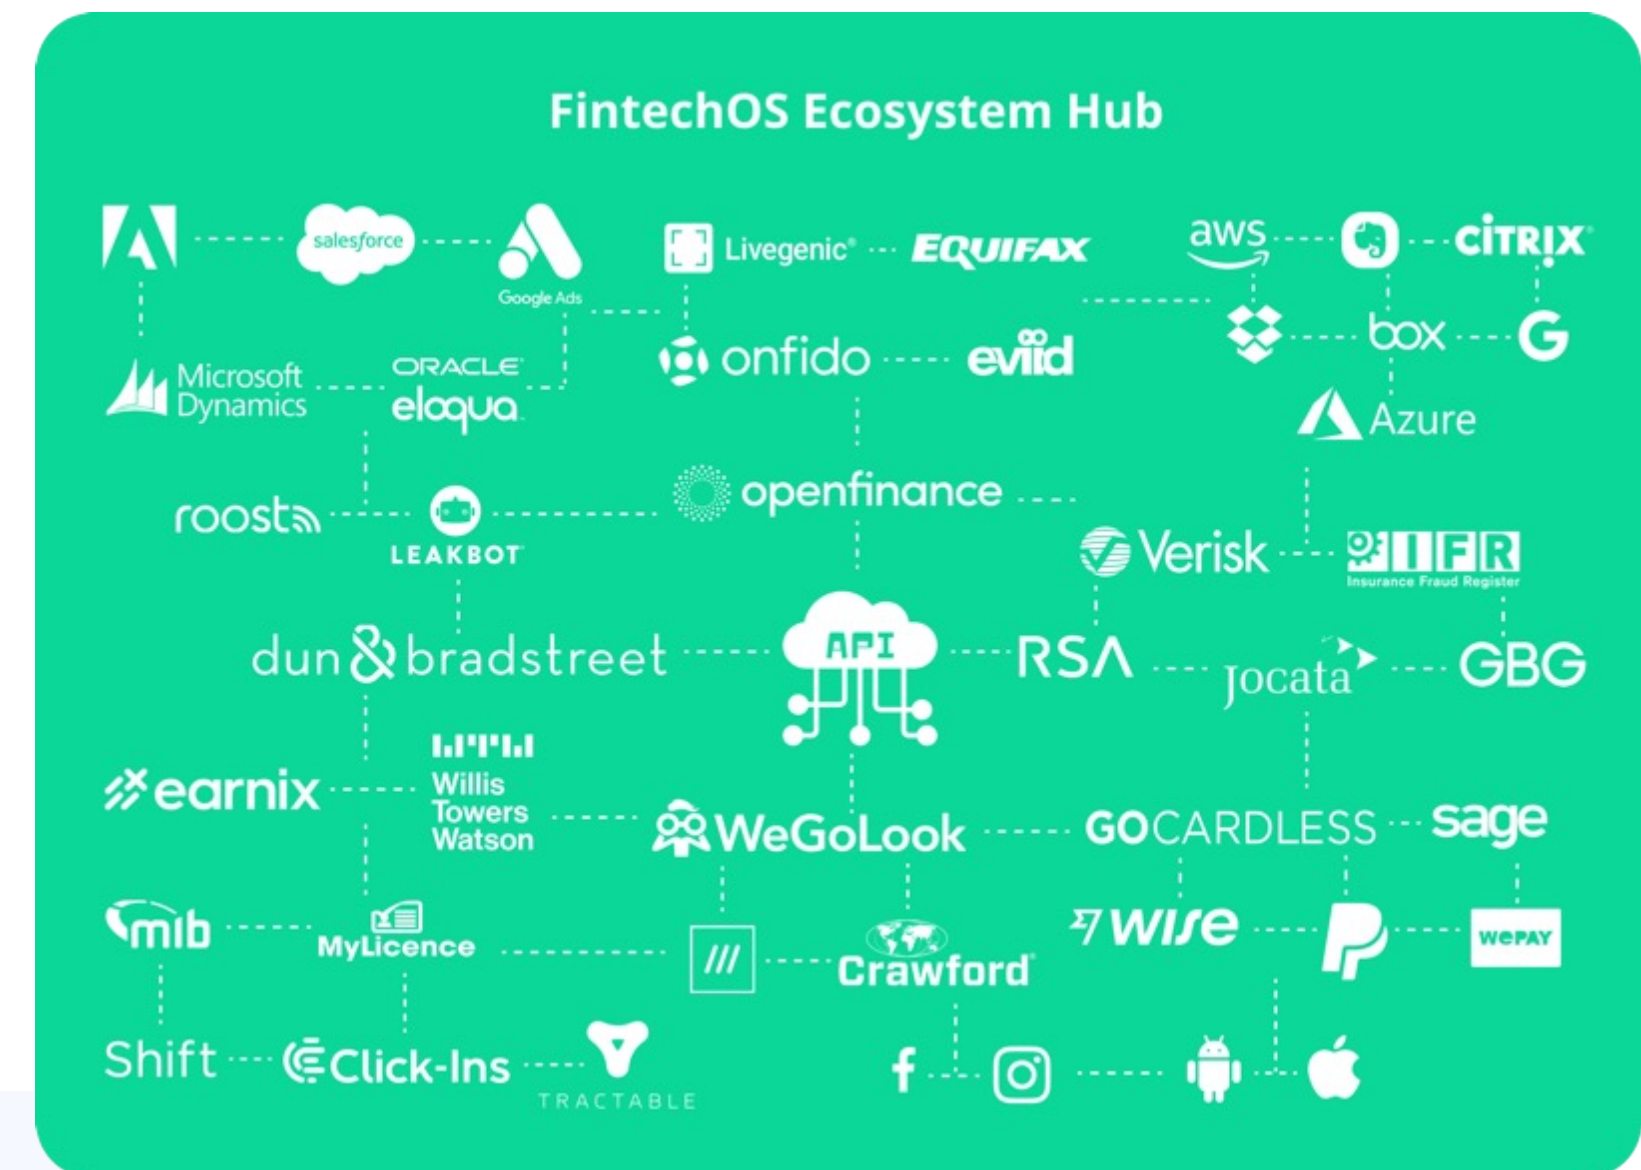 FintechOS Ecosystem Hub
salesforce
Google Ads
Livegenic®
EQUIFAX
aws
CİTRIX®
Microsoft
Dynamics
ORACLE®
eloqua
onfido
eviid
box
G
Azure
roost
LEAKBOT
openfinance
Verisk
IFR
Insurance Fraud Register
dun & bradstreet
API
RSA
Jocata
GBG
earnix
Willis
Towers
Watson
WeGoLook
GOCARDLESS
sage
mib
MyLicence
///
Crawford®
WISE
wePAY
Shift
Click-Ins
TRACTABLE
f